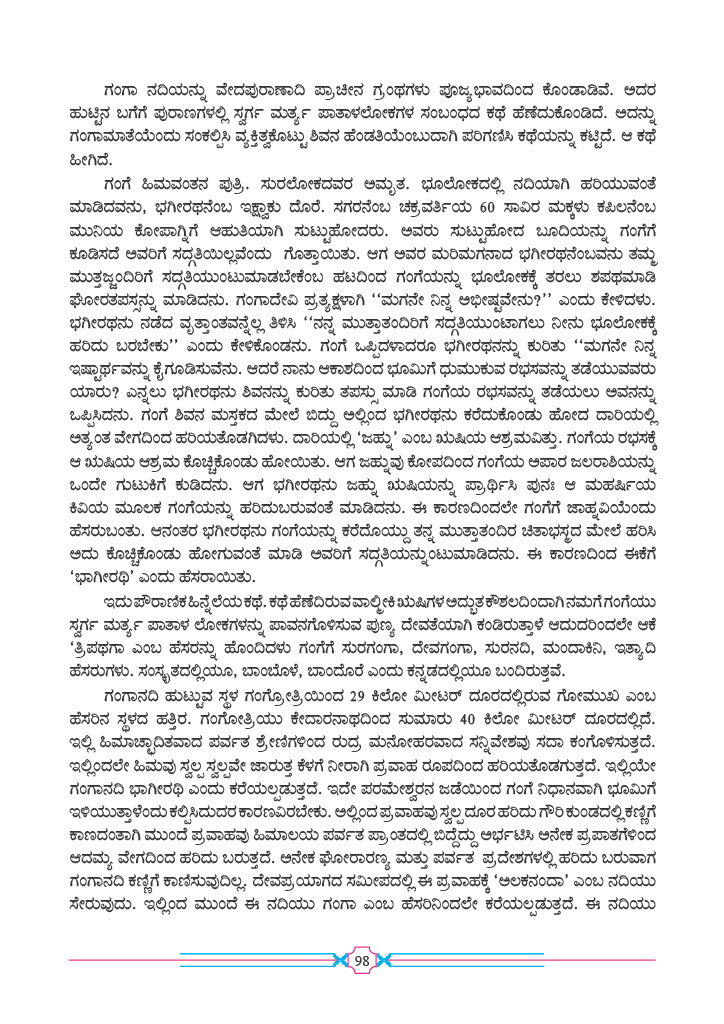 ಗಂಗಾ ನದಿಯನ್ನು ವೇದಪುರಾಣಾದಿ ಪ್ರಾಚೀನ ಗ್ರಂಥಗಳು ಪೂಜ್ಯಭಾವದಿಂದ ಕೊಂಡಾಡಿವೆ. ಅದರ
ಹುಟ್ಟಿನ ಬಗೆಗೆ ಪುರಾಣಗಳಲ್ಲಿ ಸ್ವರ್ಗ ಮರ್ತ್ಯ ಪಾತಾಳಲೋಕಗಳ ಸಂಬಂಧದ ಕಥೆ ಹೆಣೆದುಕೊಂಡಿದೆ. ಅದನ್ನು
ಗಂಗಾಮಾತೆಯೆಂದು ಸಂಕಲ್ಪಿಸಿ ವ್ಯಕ್ತಿತ್ವಕೊಟ್ಟು ಶಿವನ ಹೆಂಡತಿಯೆಂಬುದಾಗಿ ಪರಿಗಣಿಸಿ ಕಥೆಯನ್ನು ಕಟ್ಟಿದೆ. ಆ ಕಥೆ
ಹೀಗಿದೆ.
ಗಂಗೆ ಹಿಮವಂತನ ಪುತ್ರಿ. ಸುರಲೋಕದವರ ಅಮೃತ. ಭೂಲೋಕದಲ್ಲಿ ನದಿಯಾಗಿ ಹರಿಯುವಂತೆ
ಮಾಡಿದವನು, ಭಗೀರಥನೆಂಬ ಇಕ್ಷ್ವಾಕು ದೊರೆ. ಸಗರನೆಂಬ ಚಕ್ರವರ್ತಿಯ 60 ಸಾವಿರ ಮಕ್ಕಳು ಕಪಿಲನೆಂಬ
ಮುನಿಯ ಕೋಪಾಗ್ನಿಗೆ ಆಹುತಿಯಾಗಿ ಸುಟ್ಟುಹೋದರು. ಅವರು ಸುಟ್ಟುಹೋದ ಬೂದಿಯನ್ನು ಗಂಗೆಗೆ
ಕೂಡಿಸದೆ ಅವರಿಗೆ ಸದ್ಗತಿಯಿಲ್ಲವೆಂದು ಗೊತ್ತಾಯಿತು. ಆಗ ಅವರ ಮರಿಮಗನಾದ ಭಗೀರಥನೆಂಬವನು ತಮ್ಮ
ಮುತ್ತಜ್ಜಂದಿರಿಗೆ ಸದ್ಗತಿಯುಂಟುಮಾಡಬೇಕೆಂಬ ಹಟದಿಂದ ಗಂಗೆಯನ್ನು ಭೂಲೋಕಕ್ಕೆ ತರಲು ಶಪಥಮಾಡಿ
ಘೋರತಪಸ್ಸನ್ನು ಮಾಡಿದನು. ಗಂಗಾದೇವಿ ಪ್ರತ್ಯಕ್ಷಳಾಗಿ ‘‘ಮಗನೇ ನಿನ್ನ ಅಭೀಷ್ಟವೇನು?’’ ಎಂದು ಕೇಳಿದಳು.
ಭಗೀರಥನು ನಡೆದ ವೃತ್ತಾಂತವನ್ನೆಲ್ಲ ತಿಳಿಸಿ ‘‘ನನ್ನ ಮುತ್ತಾತಂದಿರಿಗೆ ಸದ್ಗತಿಯುಂಟಾಗಲು ನೀನು ಭೂಲೋಕಕ್ಕೆ
ಹರಿದು ಬರಬೇಕು’’ ಎಂದು ಕೇಳಿಕೊಂಡನು. ಗಂಗೆ ಒಪ್ಪಿದಳಾದರೂ ಭಗೀರಥನನ್ನು ಕುರಿತು ‘‘ಮಗನೇ ನಿನ್ನ
ಇಷ್ಟಾರ್ಥವನ್ನು ಕೈಗೂಡಿಸುವೆನು. ಆದರೆ ನಾನು ಆಕಾಶದಿಂದ ಭೂಮಿಗೆ ಧುಮುಕುವ ರಭಸವನ್ನು ತಡೆಯುವವರು
ಯಾರು? ಎನ್ನಲು ಭಗೀರಥನು ಶಿವನನ್ನು ಕುರಿತು ತಪಸ್ಸು ಮಾಡಿ ಗಂಗೆಯ ರಭಸವನ್ನು ತಡೆಯಲು ಅವನನ್ನು
ಒಪ್ಪಿಸಿದನು. ಗಂಗೆ ಶಿವನ ಮಸ್ತಕದ ಮೇಲೆ ಬಿದ್ದು ಅಲ್ಲಿಂದ ಭಗೀರಥನು ಕರೆದುಕೊಂಡು ಹೋದ ದಾರಿಯಲ್ಲಿ
ಅತ್ಯಂತ ವೇಗದಿಂದ ಹರಿಯತೊಡಗಿದಳು. ದಾರಿಯಲ್ಲಿ ‘ಜಹ್ನು’ ಎಂಬ ಋಷಿಯ ಆಶ್ರಮವಿತ್ತು. ಗಂಗೆಯ ರಭಸಕ್ಕೆ
ಆ ಋಷಿಯ ಆಶ್ರಮ ಕೊಚ್ಚಿಕೊಂಡು ಹೋಯಿತು. ಆಗ ಜಹ್ನುವು ಕೋಪದಿಂದ ಗಂಗೆಯ ಅಪಾರ ಜಲರಾಶಿಯನ್ನು
ಒಂದೇ ಗುಟುಕಿಗೆ ಕುಡಿದನು. ಆಗ ಭಗೀರಥನು ಜಹ್ನು ಋಷಿಯನ್ನು ಪ್ರಾರ್ಥಿಸಿ ಪುನಃ ಆ ಮಹರ್ಷಿಯ
ಕಿವಿಯ ಮೂಲಕ ಗಂಗೆಯನ್ನು ಹರಿದುಬರುವಂತೆ ಮಾಡಿದನು. ಈ ಕಾರಣದಿಂದಲೇ ಗಂಗೆಗೆ ಜಾಹ್ನವಿಯೆಂದು
ಹೆಸರುಬಂತು. ಆನಂತರ ಭಗೀರಥನು ಗಂಗೆಯನ್ನು ಕರೆದೊಯ್ದು ತನ್ನ ಮುತ್ತಾತಂದಿರ ಚಿತಾಭಸ್ಮದ ಮೇಲೆ ಹರಿಸಿ
ಅದು ಕೊಚ್ಚಿಕೊಂಡು ಹೋಗುವಂತೆ ಮಾಡಿ ಅವರಿಗೆ ಸದ್ಗತಿಯನ್ನುಂಟುಮಾಡಿದನು. ಈ ಕಾರಣದಿಂದ ಈಕೆಗೆ
‘ಭಾಗೀರಥಿ’ ಎಂದು ಹೆಸರಾಯಿತು.
ಇದು ಪೌರಾಣಿಕ ಹಿನ್ನೆಲೆಯ ಕಥೆ. ಕಥೆ ಹೆಣೆದಿರುವ ವಾಲ್ಮೀಕಿ ಋಷಿಗಳ ಅದ್ಭುತ ಕೌಶಲದಿಂದಾಗಿ ನಮಗೆ ಗಂಗೆಯು
ಸ್ವರ್ಗ ಮರ್ತ್ಯ ಪಾತಾಳ ಲೋಕಗಳನ್ನು ಪಾವನಗೊಳಿಸುವ ಪುಣ್ಯ ದೇವತೆಯಾಗಿ ಕಂಡಿರುತ್ತಾಳೆ ಆದುದರಿಂದಲೇ ಆಕೆ
‘ತ್ರಿಪಥಗಾ ಎಂಬ ಹೆಸರನ್ನು ಹೊಂದಿದಳು ಗಂಗೆಗೆ ಸುರಗಂಗಾ, ದೇವಗಂಗಾ, ಸುರನದಿ, ಮಂದಾಕಿನಿ, ಇತ್ಯಾದಿ
ಹೆಸರುಗಳು. ಸಂಸ್ಕೃತದಲ್ಲಿಯೂ, ಬಾಂಬೊಳೆ, ಬಾಂದೊರೆ ಎಂದು ಕನ್ನಡದಲ್ಲಿಯೂ ಬಂದಿರುತ್ತವೆ.
ಗಂಗಾನದಿ ಹುಟ್ಟುವ ಸ್ಥಳ ಗಂಗ್ರೋತ್ರಿಯಿಂದ 29 ಕಿಲೋ ಮೀಟರ್ ದೂರದಲ್ಲಿರುವ ಗೋಮುಖ ಎಂಬ
ಹೆಸರಿನ ಸ್ಥಳದ ಹತ್ತಿರ. ಗಂಗೋತ್ರಿಯು ಕೇದಾರನಾಥದಿಂದ ಸುಮಾರು 40 ಕಿಲೋ ಮೀಟರ್ ದೂರದಲ್ಲಿದೆ.
ಇಲ್ಲಿ ಹಿಮಾಚ್ಛಾದಿತವಾದ ಪರ್ವತ ಶ್ರೇಣಿಗಳಿಂದ ರುದ್ರ ಮನೋಹರವಾದ ಸನ್ನಿವೇಶವು ಸದಾ ಕಂಗೊಳಿಸುತ್ತದೆ.
ಇಲ್ಲಿಂದಲೇ ಹಿಮವು ಸ್ವಲ್ಪ ಸ್ವಲ್ಪವೇ ಜಾರುತ್ತ ಕೆಳಗೆ ನೀರಾಗಿ ಪ್ರವಾಹ ರೂಪದಿಂದ ಹರಿಯತೊಡಗುತ್ತದೆ. ಇಲ್ಲಿಯೇ
ಗಂಗಾನದಿ ಭಾಗೀರಥಿ ಎಂದು ಕರೆಯಲ್ಪಡುತ್ತದೆ. ಇದೇ ಪರಮೇಶ್ವರನ ಜಡೆಯಿಂದ ಗಂಗೆ ನಿಧಾನವಾಗಿ ಭೂಮಿಗೆ
ಇಳಿಯುತ್ತಾಳೆಂದು ಕಲ್ಪಿಸಿದುದರ ಕಾರಣವಿರಬೇಕು. ಅಲ್ಲಿಂದ ಪ್ರವಾಹವು ಸ್ವಲ್ಪ ದೂರ ಹರಿದು ಗೌರಿ ಕುಂಡದಲ್ಲಿ ಕಣ್ಣಿಗೆ
ಕಾಣದಂತಾಗಿ ಮುಂದೆ ಪ್ರವಾಹವು ಹಿಮಾಲಯ ಪರ್ವತ ಪ್ರಾಂತದಲ್ಲಿ ಬಿದ್ದೆದ್ದು ಅರ್ಭಟಿಸಿ ಅನೇಕ ಪ್ರಪಾತಗಳಿಂದ
ಆದಮ್ಯ ವೇಗದಿಂದ ಹರಿದು ಬರುತ್ತದೆ. ಅನೇಕ ಘೋರಾರಣ್ಯ ಮತ್ತು ಪರ್ವತ ಪ್ರದೇಶಗಳಲ್ಲಿ ಹರಿದು ಬರುವಾಗ
ಗಂಗಾನದಿ ಕಣ್ಣಿಗೆ ಕಾಣಿಸುವುದಿಲ್ಲ. ದೇವಪ್ರಯಾಗದ ಸಮೀಪದಲ್ಲಿ ಈ ಪ್ರವಾಹಕ್ಕೆ ‘ಅಲಕನಂದಾ’ ಎಂಬ ನದಿಯು
ಸೇರುವುದು. ಇಲ್ಲಿಂದ ಮುಂದೆ ಈ ನದಿಯು ಗಂಗಾ ಎಂಬ ಹೆಸರಿನಿಂದಲೇ ಕರೆಯಲ್ಪಡುತ್ತದೆ. ಈ ನದಿಯು
98